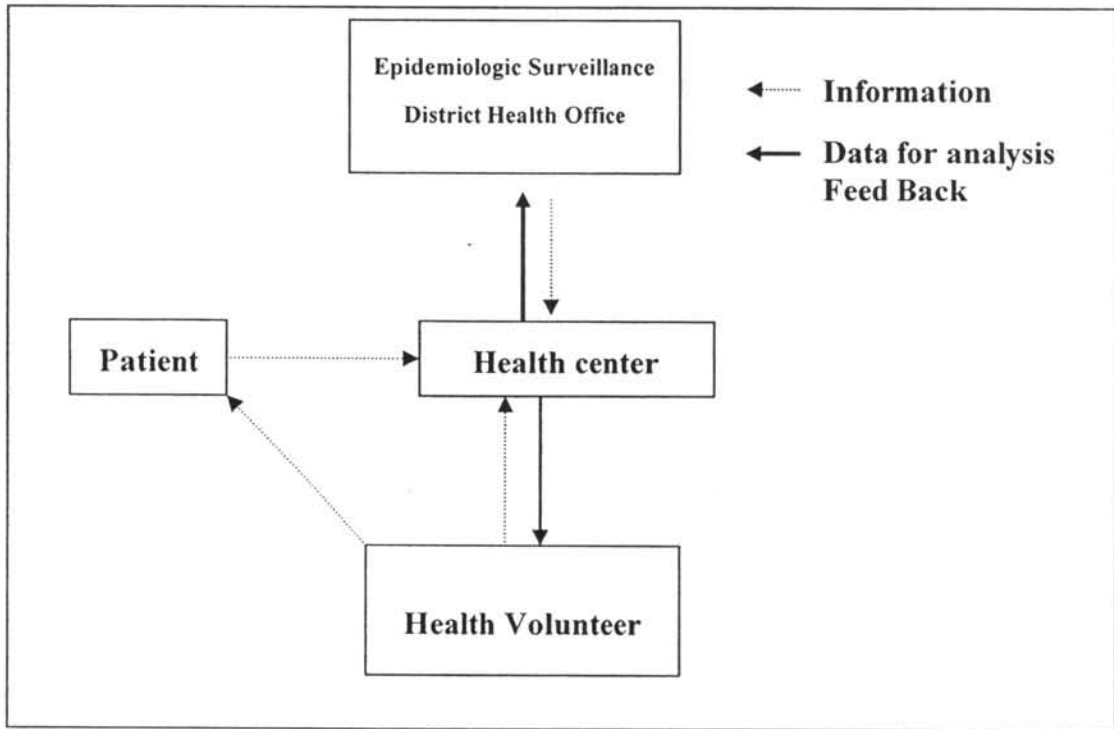 Epidemiologic Surveillance
District Health Office
Information
Data for analysis
Feed Back
Patient
Health center
Health Volunteer